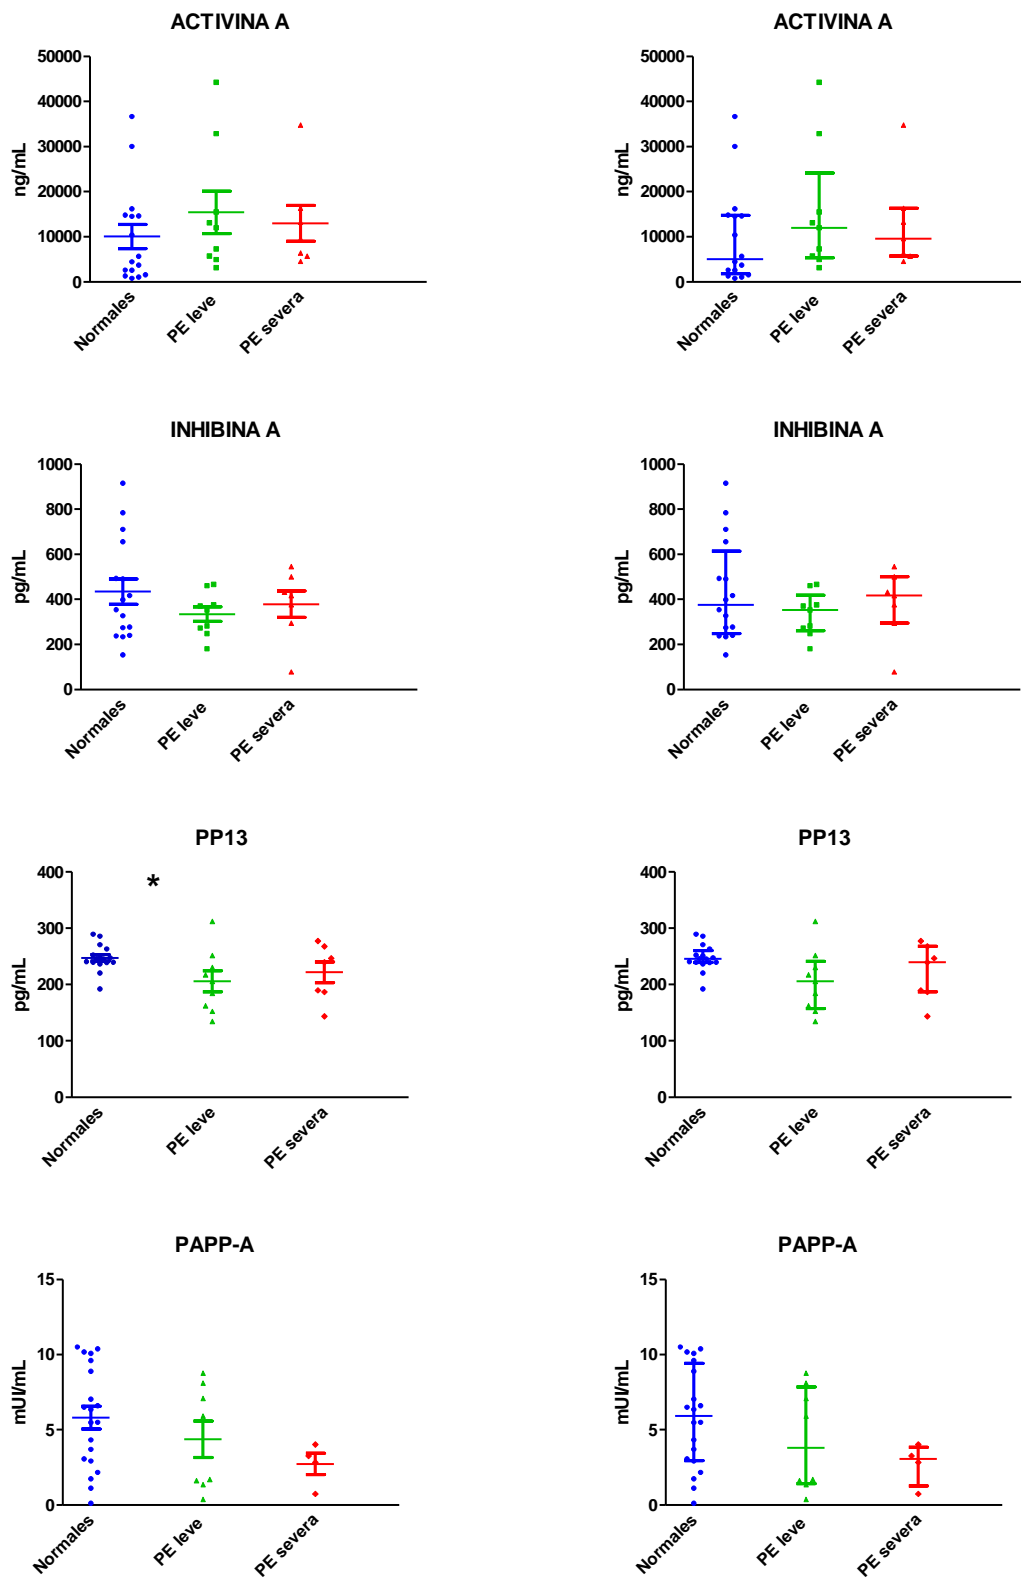 ACTIVINA A
50000
40000
30000
20000
10000
0
ng/mL
Normales
PE leve
PE severa
ACTIVINA A
50000
40000
30000
20000
10000
0
ng/mL
Normales
PE leve
PE severa
INHIBINA A
1000
800
600
400
200
0
pg/mL
Normales
PE leve
PE severa
INHIBINA A
1000
800
600
400
200
0
pg/mL
Normales
PE leve
PE severa
PP13
400
300
200
100
0
pg/mL
*
Normales
PE leve
PE severa
PP13
400
300
200
100
0
pg/mL
Normales
PE leve
PE severa
PAPP-A
15
10
5
0
mUI/mL
Normales
PE leve
PE severa
PAPP-A
15
10
5
0
mUI/mL
Normales
PE leve
PE severa